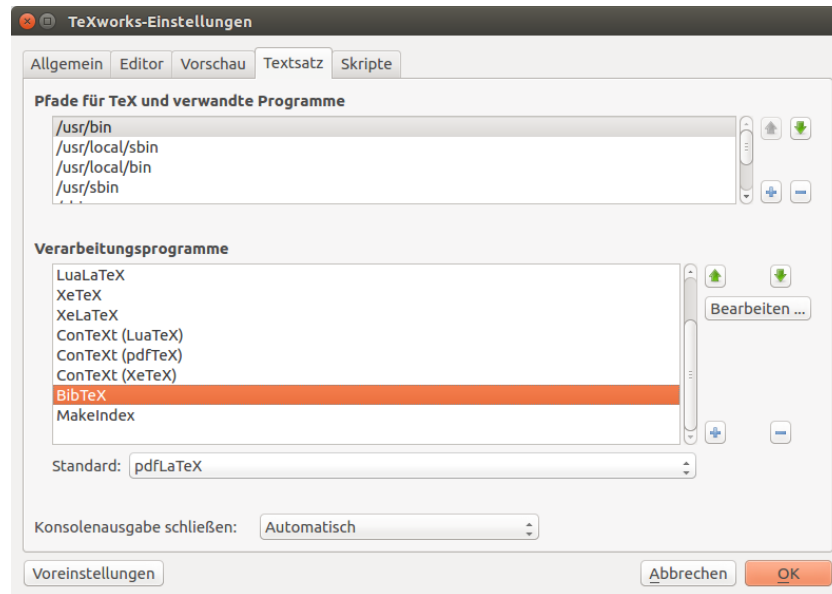 TeXworks-Einstellungen
Allgemein Editor Vorschau Textsatz Skripte
Pfade für TeX und verwandte Programme
/usr/bin
/usr/local/sbin
/usr/local/bin
/usr/sbin
Verarbeitungsprogramme
LuaLaTeX
XeTeX
XeLaTeX
Bearbeiten ...
ConTeXt (LuaTeX)
ConTeXt (pdfTeX)
ConTeXt (XeTeX)
BibTeX
MakeIndex
Standard: pdfLaTeX
Konsolenausgabe schließen: Automatisch
Voreinstellungen Abbrechen OK